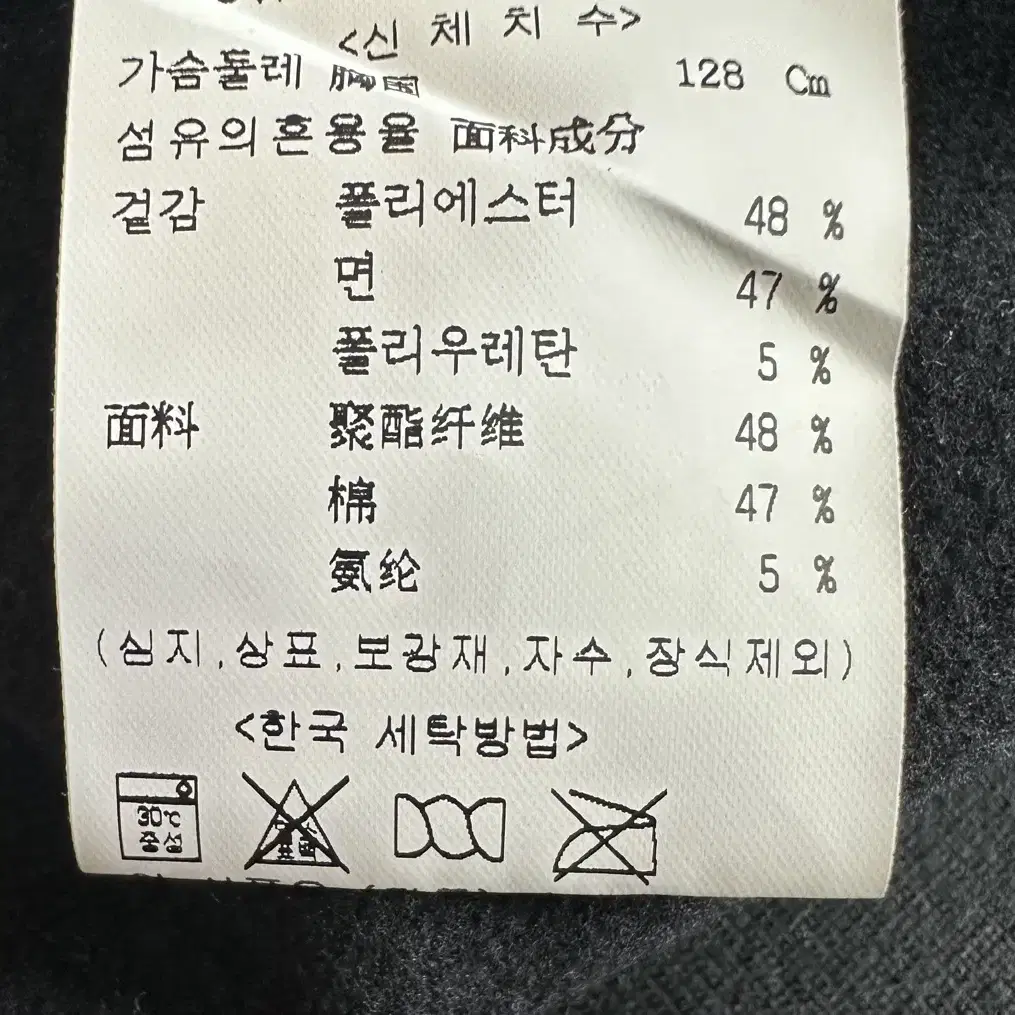 <신 체 치 수>
가슴둘레 胸围 128 Cm
섬유의혼용율 面料成分
겉감 폴리에스터 48 %
면 47 %
폴리우레탄 5 %
面料 聚酯纤维 48 %
棉 47 %
氨纶 5 %
(심지,상표,보강재,자수,장식제외)
<한국 세탁방법>
30℃
중성